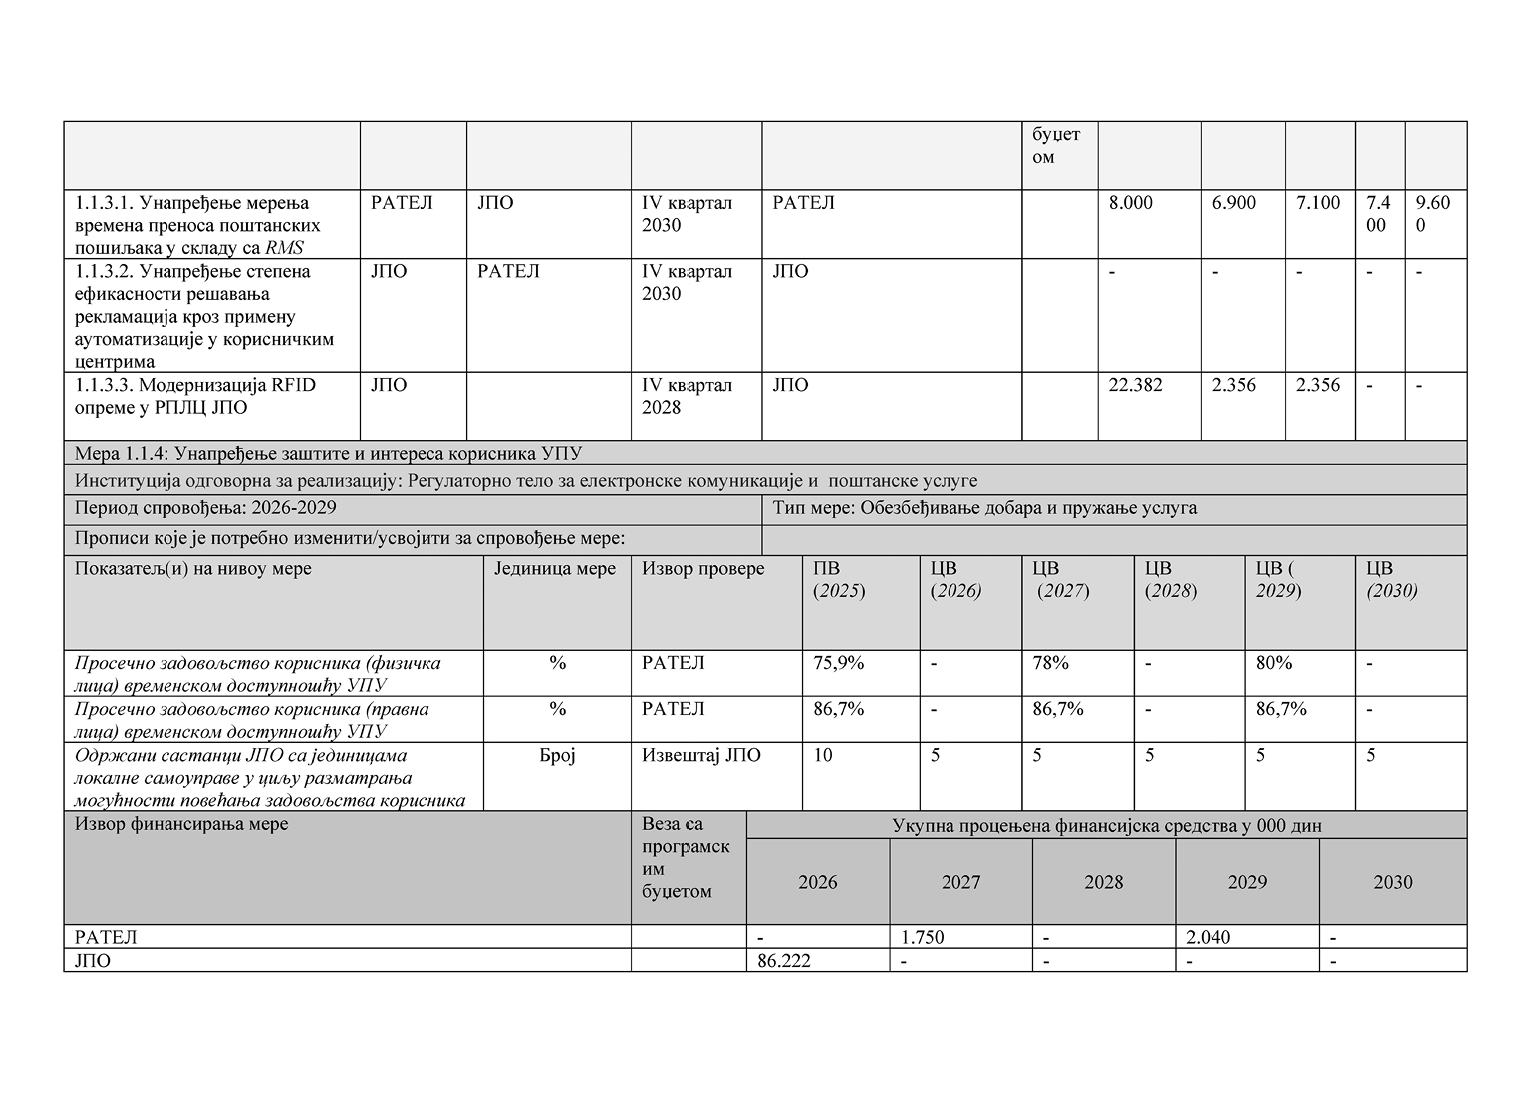 буџет
ом
1.1.3.1. Унапређење мерења
времена преноса поштанских
пошиљака у складу са RMS
РАТЕЛ
ЈПО
IV квартал
2030
РАТЕЛ
8.000
6.900
7.100
7.4
00
9.60
0
1.1.3.2. Унапређење степена
ефикасности решавања
рекламација кроз примену
аутоматизације у корисничким
центрима
ЈПО
РАТЕЛ
IV квартал
2030
ЈПО
-
-
-
-
-
1.1.3.3. Модернизација RFID
опреме у РПЛЦ ЈПО
ЈПО
IV квартал
2028
ЈПО
22.382
2.356
2.356
-
-
Мера 1.1.4: Унапређење заштите и интереса корисника УПУ
Институција одговорна за реализацију: Регулаторно тело за електронске комуникације и поштанске услуге
Период спровођења: 2026-2029
Тип мере: Обезбеђивање добара и пружање услуга
Прописи које је потребно изменити/усвојити за спровођење мере:
Показатељ(и) на нивоу мере
Јединица мере
Извор провере
ПВ
(2025)
ЦВ
(2026)
ЦВ
(2027)
ЦВ
(2028)
ЦВ (
2029)
ЦВ
(2030)
Просечно задовољство корисника (физичка
лица) временском доступношћу УПУ
%
РАТЕЛ
75,9%
-
78%
-
80%
-
Просечно задовољство корисника (правна
лица) временском доступношћу УПУ
%
РАТЕЛ
86,7%
-
86,7%
-
86,7%
-
Одржани састанци ЈПО са јединицама
локалне самоуправе у циљу разматрања
могућности повећања задовољства корисника
Број
Извештај ЈПО
10
5
5
5
5
5
Извор финансирања мере
Веза са
програмск
им
буџетом
Укупна процењена финансијска средства у 000 дин
2026
2027
2028
2029
2030
РАТЕЛ
-
1.750
-
2.040
-
ЈПО
86.222
-
-
-
-